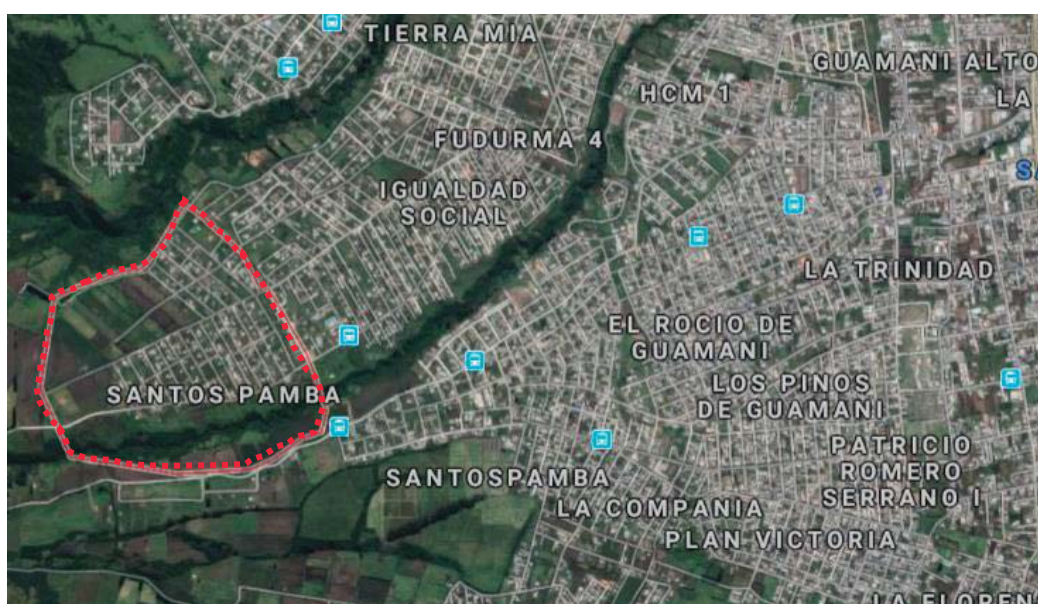 TIERRA MIA
GUAMANI ALTO
HCM 1
LA
FUDURMA 4
IGUALDAD
SOCIAL
LA TRINIDAD
EL ROCIO DE
GUAMANI
SANTOS PAMBA
LOS PINOS
DE GUAMANI
PATRICIO
ROMERO
SERRANO I
SANTOSPAMBA
LA COMPANIA
PLAN VICTORIA